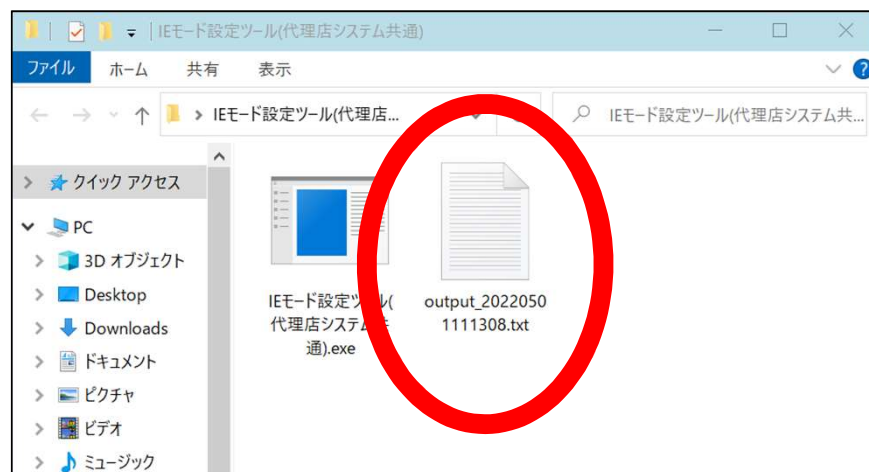 IEモード設定ツール(代理店システム共通)
ファイル ホーム 共有 表示
IEモード設定ツール(代理店...
IEモード設定ツール(代理店システム共...
クイック アクセス
PC
3D オブジェクト
Desktop
Downloads
ドキュメント
ピクチャ
ビデオ
ミュージック
IEモード設定ツール(
代理店システム共
通).exe
output_2022050
1111308.txt